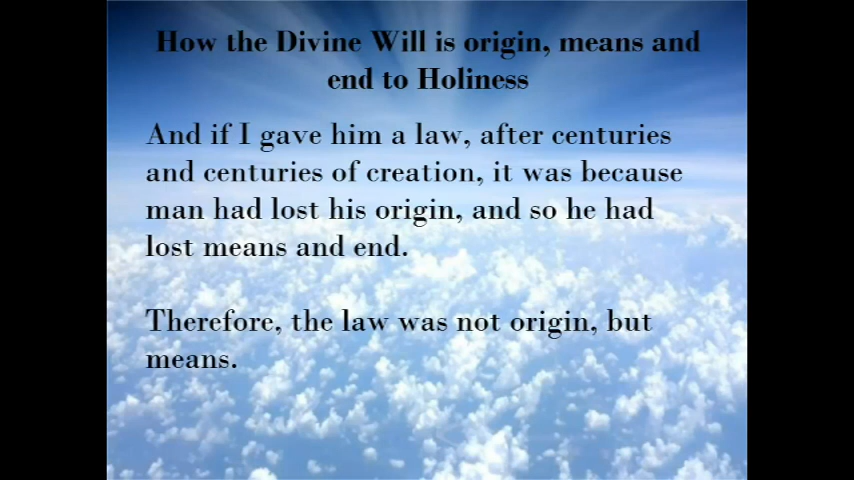 How the Divine Will is origin, means and
end to Holiness
And if I gave him a law, after centuries
and centuries of creation, it was because
man had lost his origin, and so he had
lost means and end.
Therefore, the law was not origin, but
means.